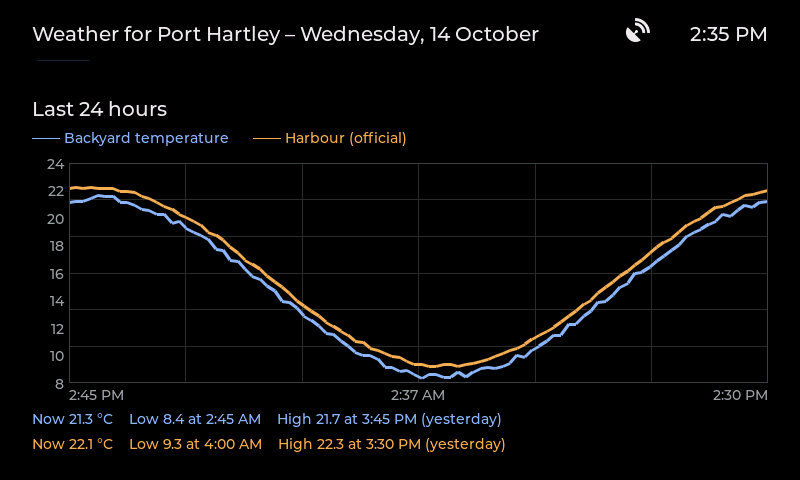 Weather for Port Hartley – Wednesday, 14 October
2:35 PM
Last 24 hours
Backyard temperature
Harbour (official)
24
22
20
18
16
14
12
10
8
2:45 PM
2:37 AM
2:30 PM
Now 21.3 °C Low 8.4 at 2:45 AM High 21.7 at 3:45 PM (yesterday)
Now 22.1 °C Low 9.3 at 4:00 AM High 22.3 at 3:30 PM (yesterday)